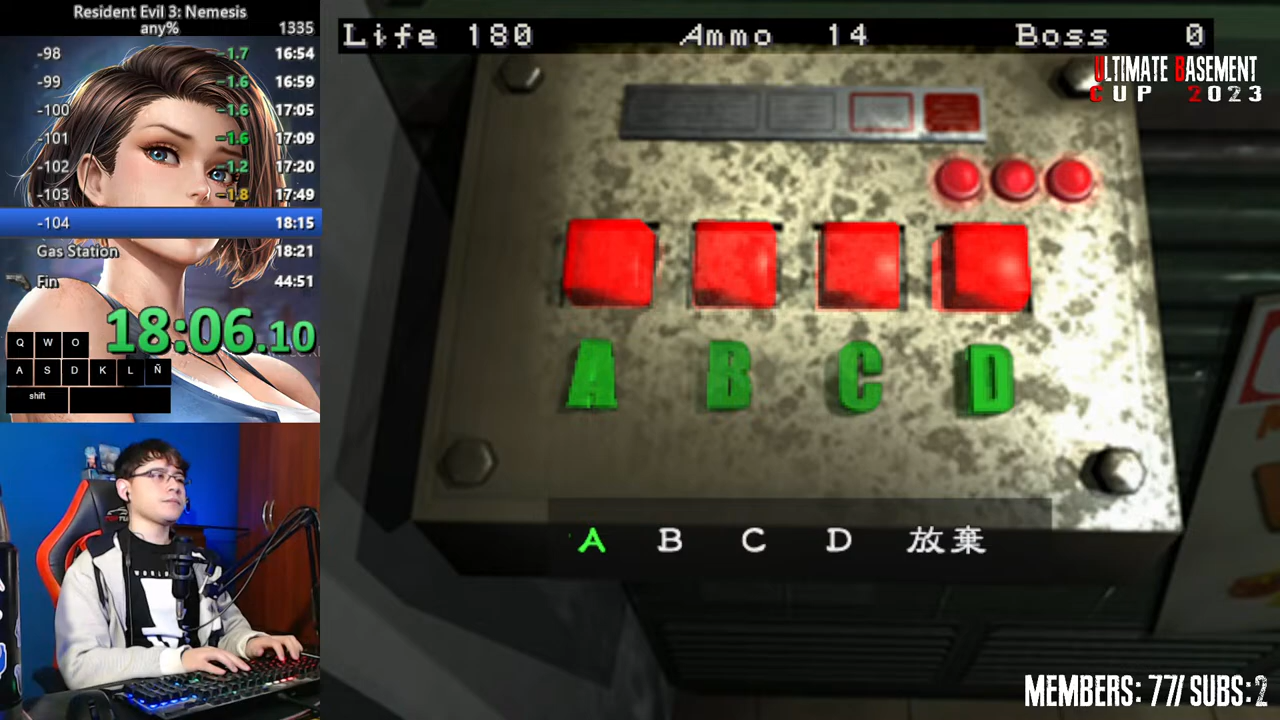 Resident Evil 3: Nemesis
any%
1335
-98 -1.7 16:54
-99 -1.6 16:59
-100 -1.6 17:05
-101 -1.6 17:09
-102 -1.2 17:20
-103 -1.8 17:49
-104 18:15
Gas Station 18:21
Fin 44:51
18:06.10
Q W O
A S D K L Ñ
shift
Life 180 Ammo 14 Boss 0
ULTIMATE BASEMENT
CUP 2023
A B C D
A B C D 放棄
WORLD
MEMBERS: 77/ SUBS:2